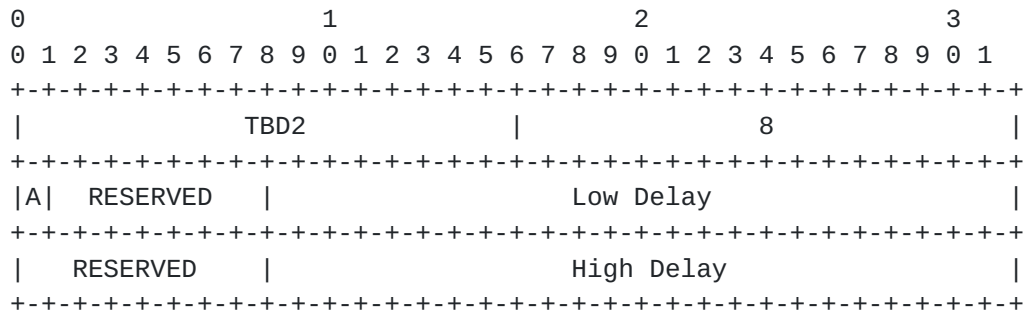 0                   1                   2                   3
0 1 2 3 4 5 6 7 8 9 0 1 2 3 4 5 6 7 8 9 0 1 2 3 4 5 6 7 8 9 0 1
+-+-+-+-+-+-+-+-+-+-+-+-+-+-+-+-+-+-+-+-+-+-+-+-+-+-+-+-+-+-+-+-+
|              TBD2             |               8               |
+-+-+-+-+-+-+-+-+-+-+-+-+-+-+-+-+-+-+-+-+-+-+-+-+-+-+-+-+-+-+-+-+
|A|  RESERVED   |                   Low Delay                   |
+-+-+-+-+-+-+-+-+-+-+-+-+-+-+-+-+-+-+-+-+-+-+-+-+-+-+-+-+-+-+-+-+
|   RESERVED    |                   High Delay                  |
+-+-+-+-+-+-+-+-+-+-+-+-+-+-+-+-+-+-+-+-+-+-+-+-+-+-+-+-+-+-+-+-+